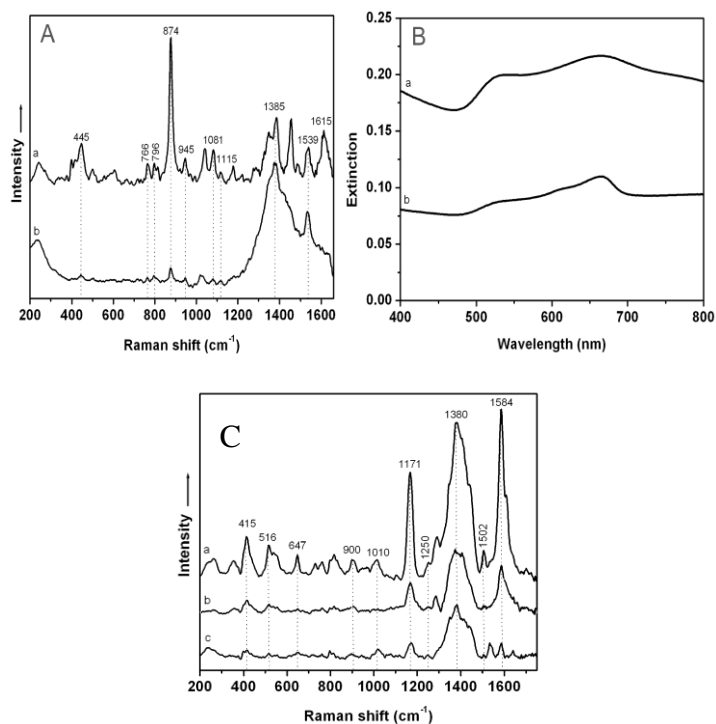 A
874
445
766
796
945
1081
1115
1385
1539
1615
a
b
Intensity
200 400 600 800 1000 1200 1400 1600
Raman shift (cm-1)
B
0.25
0.20
0.15
0.10
0.05
0.00
a
b
Extinction
400 500 600 700 800
Wavelength (nm)
C
415
516
647
900
1010
1171
1250
1380
1502
1584
a
b
c
Intensity
200 400 600 800 1000 1200 1400 1600
Raman shift (cm-1)